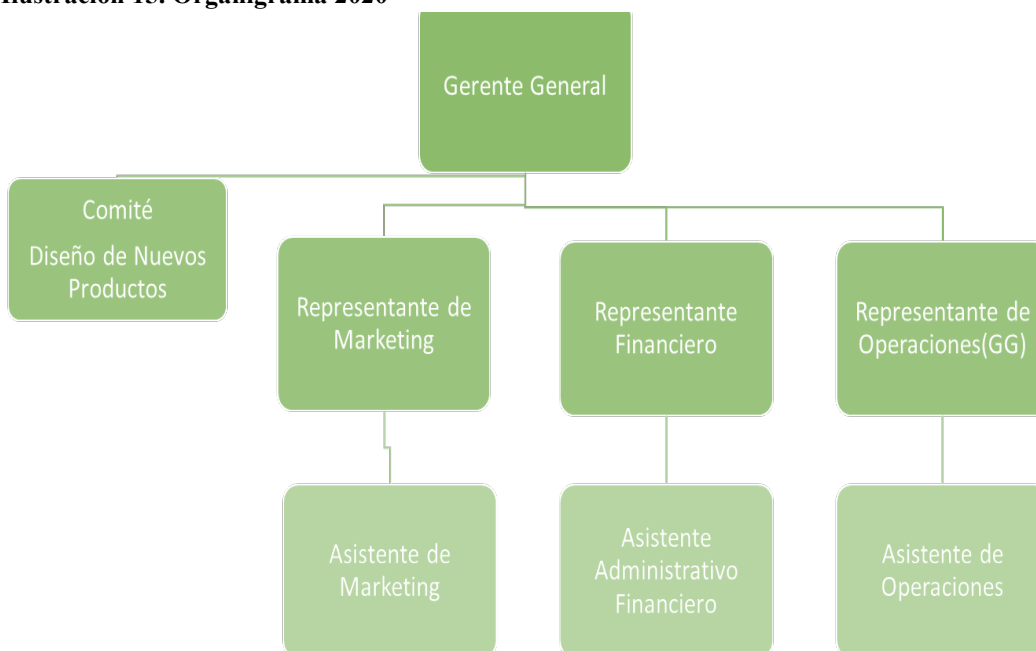 Ilustración 13. Organigrama 2020
Gerente General
Comité
Diseño de Nuevos
Productos
Representante de
Marketing
Representante
Financiero
Representante de
Operaciones(GG)
Asistente de
Marketing
Asistente
Administrativo
Financiero
Asistente de
Operaciones